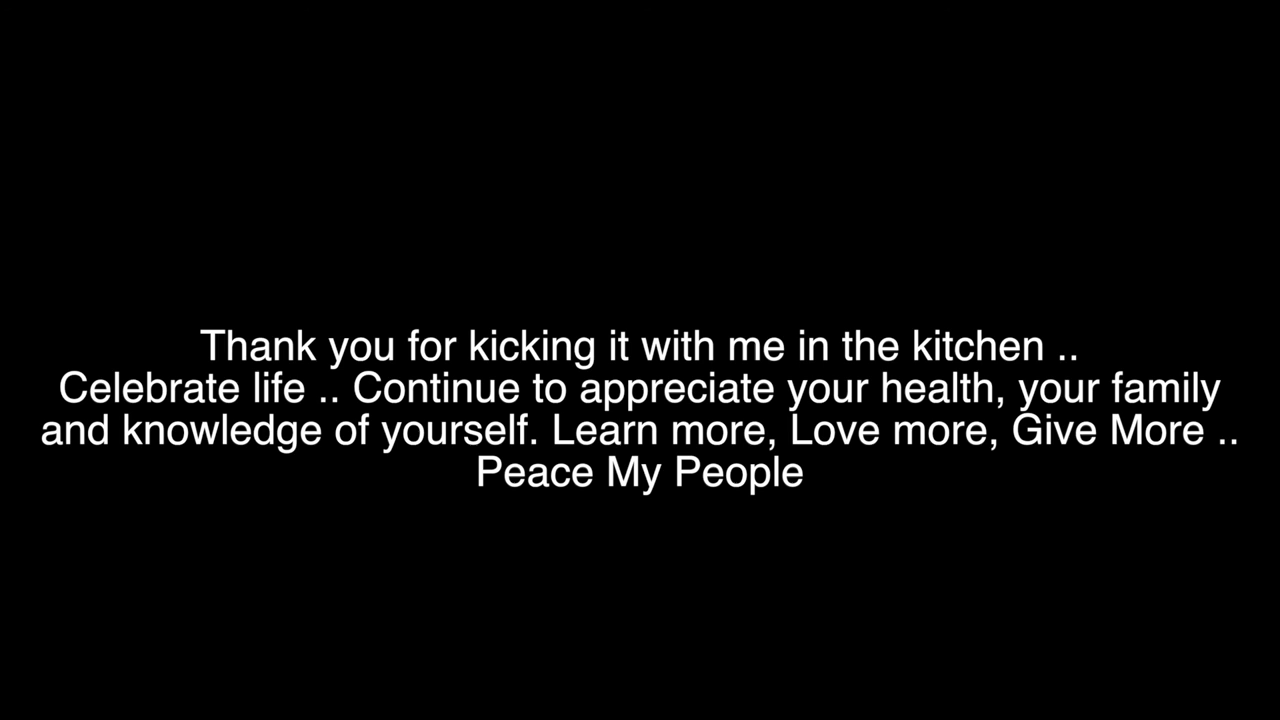 Thank you for kicking it with me in the kitchen ..
Celebrate life .. Continue to appreciate your health, your family
and knowledge of yourself. Learn more, Love more, Give More ..
Peace My People